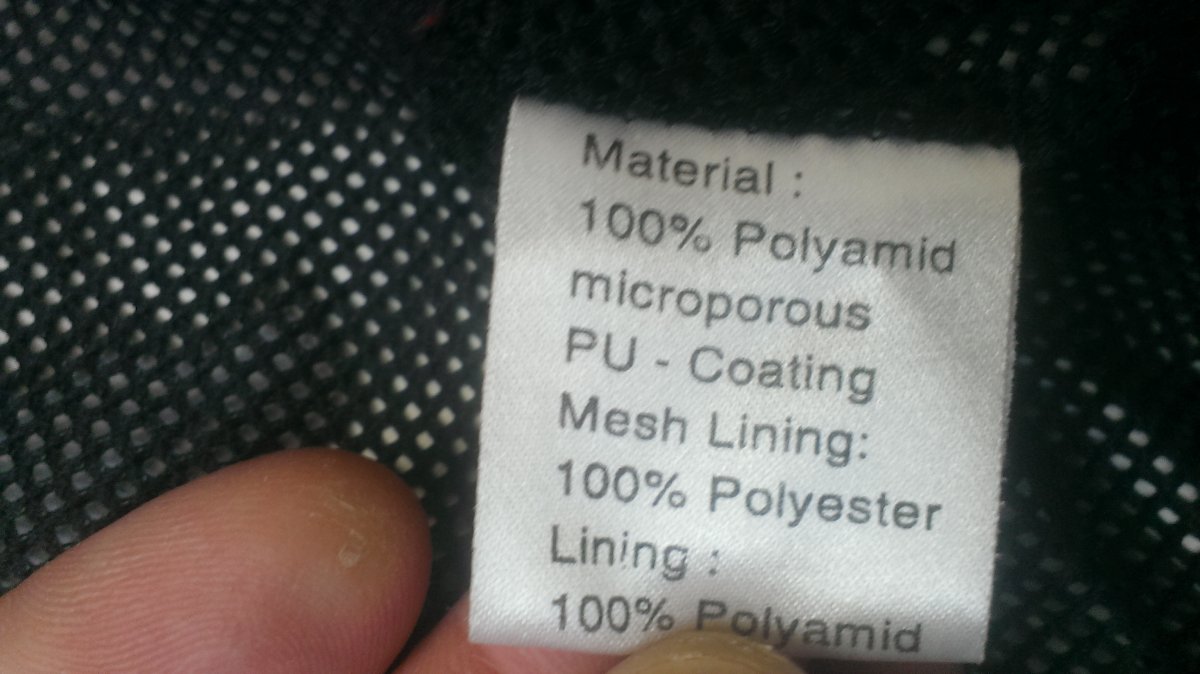 Material :
100% Polyamid
microporous
PU - Coating
Mesh Lining:
100% Polyester
Lining :
100% Polyamid